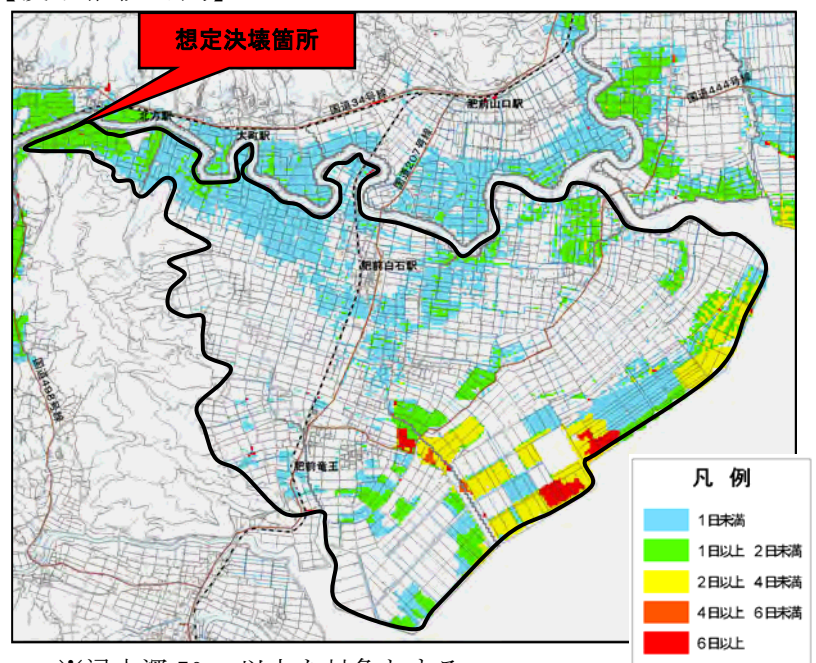 想定決壊箇所
北方駅
国道34号線
肥前山口駅
国道444号線
大町駅
国道207号線
肥前白石駅
国道498号線
肥前竜王
凡 例
1日未満
1日以上 2日未満
2日以上 4日未満
4日以上 6日未満
6日以上